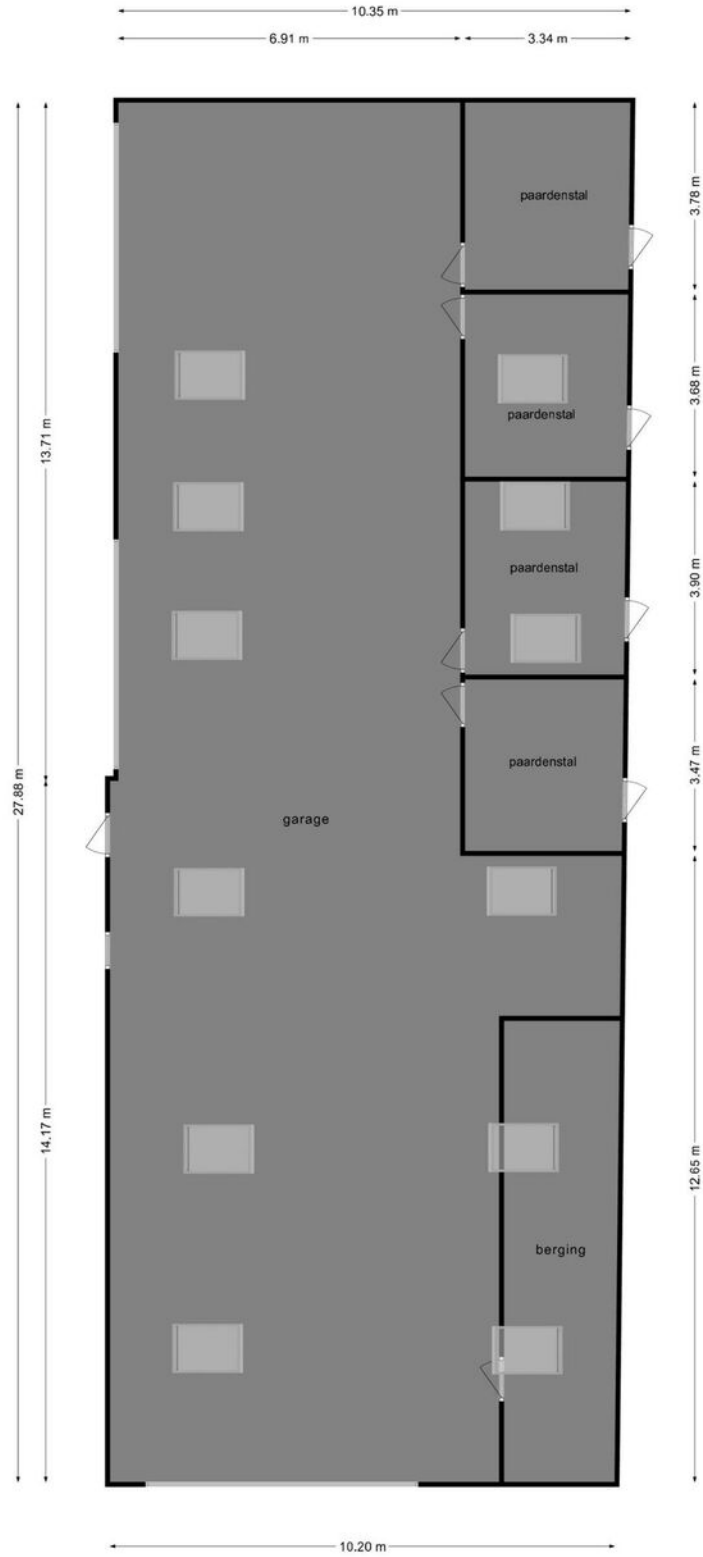 10.35 m
6.91 m
3.34 m
paardenstal
3.78 m
paardenstal
3.68 m
13.71 m
paardenstal
3.90 m
paardenstal
3.47 m
27.88 m
garage
14.17 m
12.65 m
berging
10.20 m